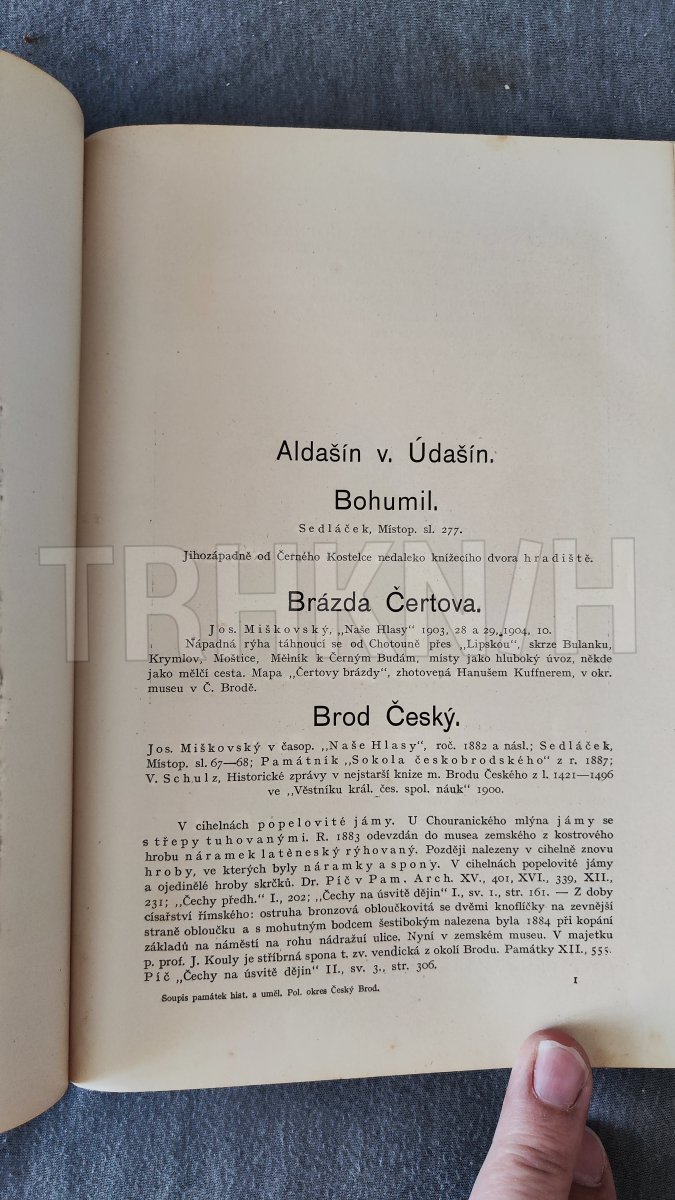 Aldašín v. Údašín.
Bohumil.
Sedláček, Místop. sl. 277.
Jihozápadně od Černého Kostelce nedaleko knížecího dvora hradiště.
TRHKNIH
Brázda Čertova.
Jos. Miškovský, „Naše Hlasy“ 1903, 28 a 29, 1904, 10.
Nápadná rýha táhnoucí se od Chotouně přes „Lipskou“, skrze Bulanku,
Krymlov, Moštice, Mělník k Černým Budám, místy jako hluboký úvoz, někde
jako mělčí cesta. Mapa „Čertovy brázdy“, zhotovená Hanušem Kuffnerem, v okr.
museu v Č. Brodě.
Brod Český.
Jos. Miškovský v časop. „Naše Hlasy“, roč. 1882 a násl.; Sedláček,
Místop. sl. 67—68; Památník „Sokola českobrodského“ z r. 1887;
V. Schulz, Historické zprávy v nejstarší knize m. Brodu Českého z l. 1421—1496
ve „Věstníku král. čes. spol. náuk“ 1900.
V cihelnách popelovité jámy. U Chouranického mlýna jámy se
střepy tuhovanými. R. 1883 odevzdán do musea zemského z kostrového
hrobu náramek laténeský rýhovaný. Později nalezeny v cihelně znovu
hroby, ve kterých byly náramky a spony. V cihelnách popelovité jámy
a ojedinělé hroby skrčků. Dr. Píč v Pam. Arch. XV., 401, XVI., 339, XII.,
231; „Čechy předh.“ I., 202; „Čechy na úsvitě dějin“ I., sv. 1., str. 161. — Z doby
císařství římského: ostruha bronzová obloučkovitá se dvěmi knoflíčky na zevnější
straně obloučku a s mohutným bodcem šestibokým nalezena byla 1884 při kopání
základů na náměstí na rohu nádražní ulice. Nyní v zemském museu. V majetku
p. prof. J. Kouly je stříbrná spona t. zv. vendická z okolí Brodu. Památky XII., 555.
Píč „Čechy na úsvitě dějin“ II., sv. 3., str. 306.
Soupis památek hist. a uměl. Pol. okres Český Brod.
1